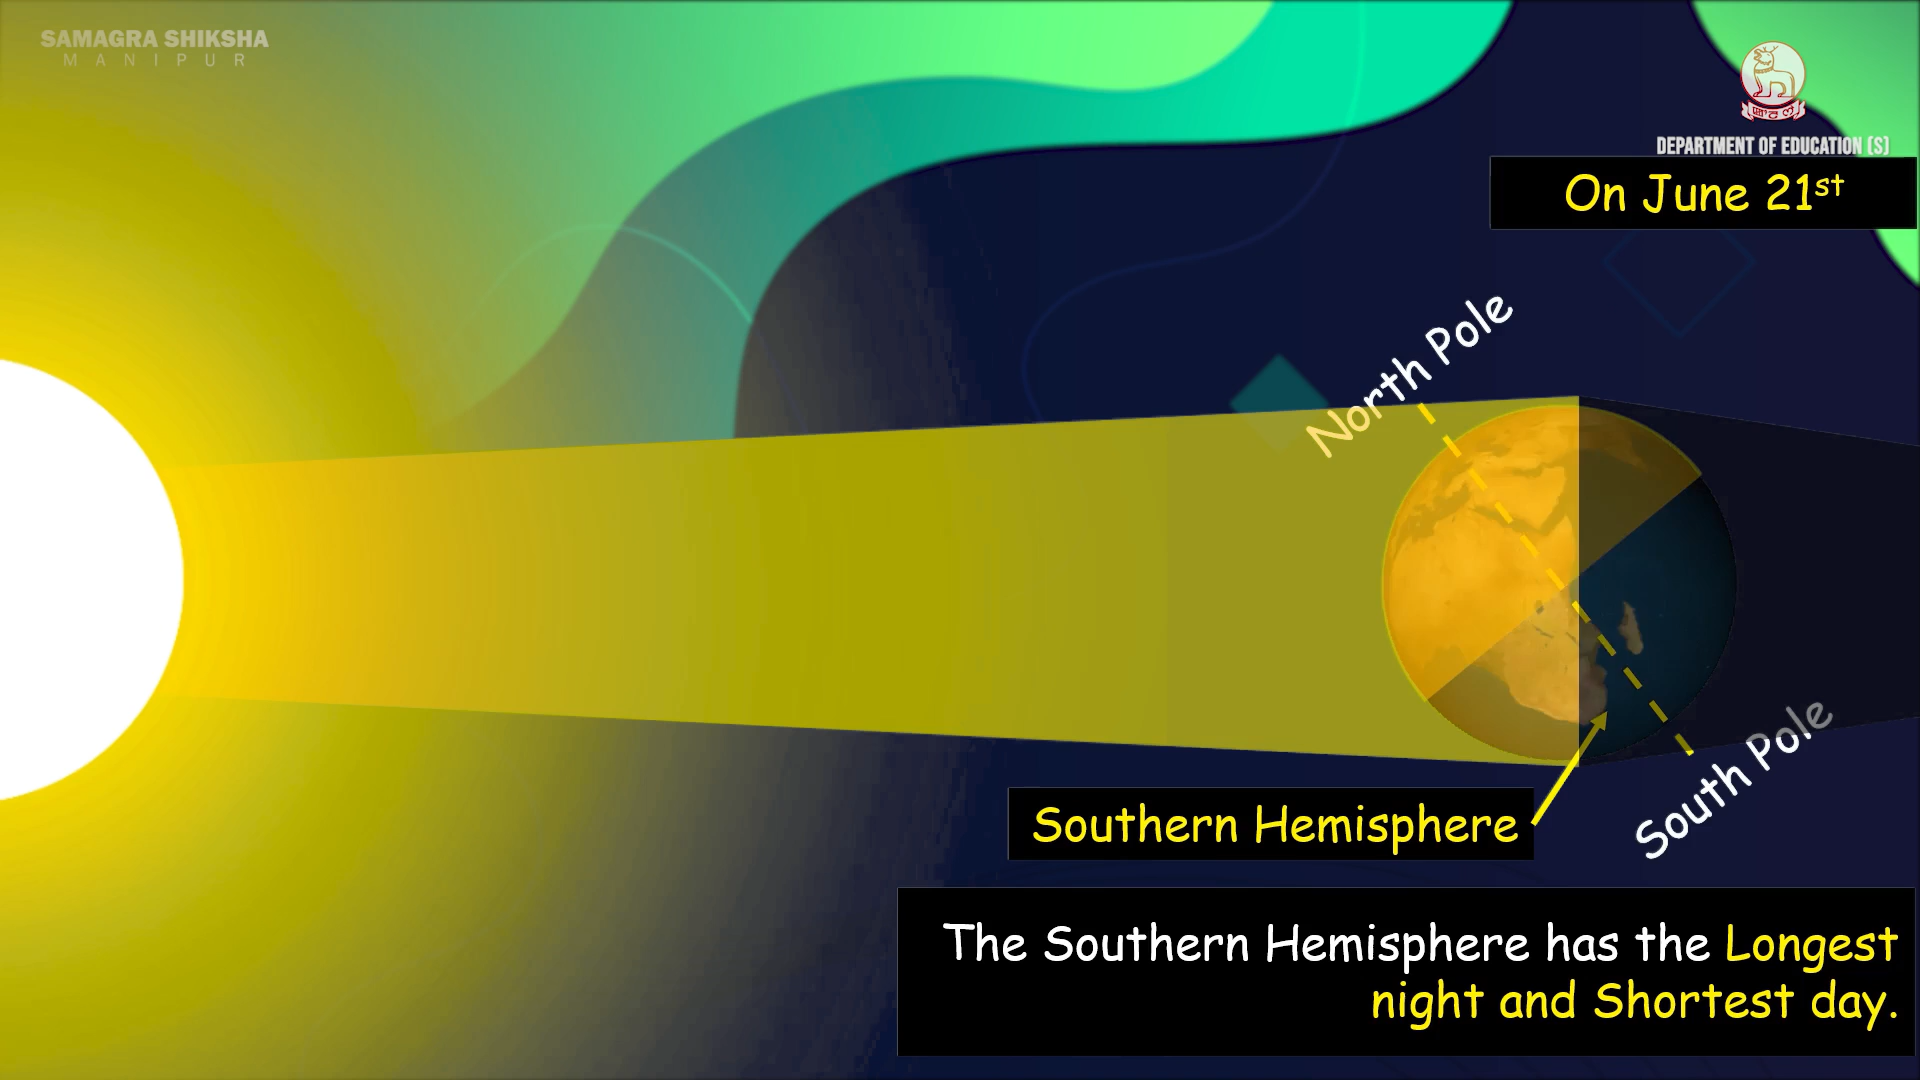 SAMAGRA SHIKSHA
MANIPUR
DEPARTMENT OF EDUCATION (S)
On June 21st
North Pole
South Pole
Southern Hemisphere
The Southern Hemisphere has the Longest
night and Shortest day.